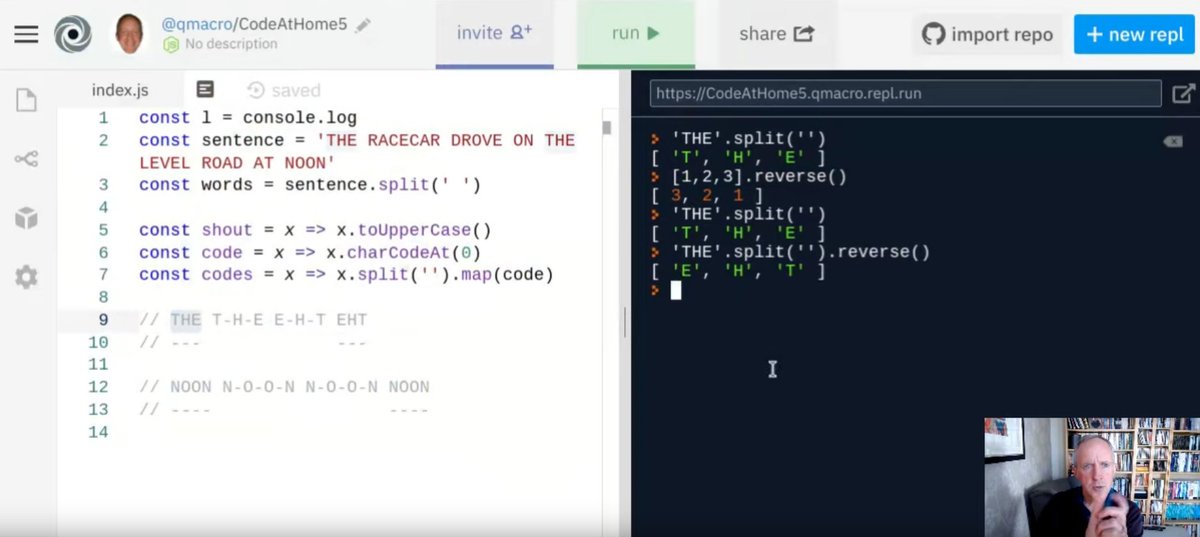 @qmacro/CodeAtHome5
No description
invite
run
share
import repo
+ new repl
index.js
saved
1 const l = console.log
2 const sentence = 'THE RACECAR DROVE ON THE
LEVEL ROAD AT NOON'
3 const words = sentence.split(' ')
4
5 const shout = x => x.toUpperCase()
6 const code = x => x.charCodeAt(0)
7 const codes = x => x.split('').map(code)
8
9 // THE T-H-E E-H-T EHT
10 // --- ---
11
12 // NOON N-O-O-N N-O-O-N NOON
13 // ---- ----
14
https://CodeAtHome5.qmacro.repl.run
> 'THE'.split('')
[ 'T', 'H', 'E' ]
> [1,2,3].reverse()
[ 3, 2, 1 ]
> 'THE'.split('')
[ 'T', 'H', 'E' ]
> 'THE'.split('').reverse()
[ 'E', 'H', 'T' ]
>